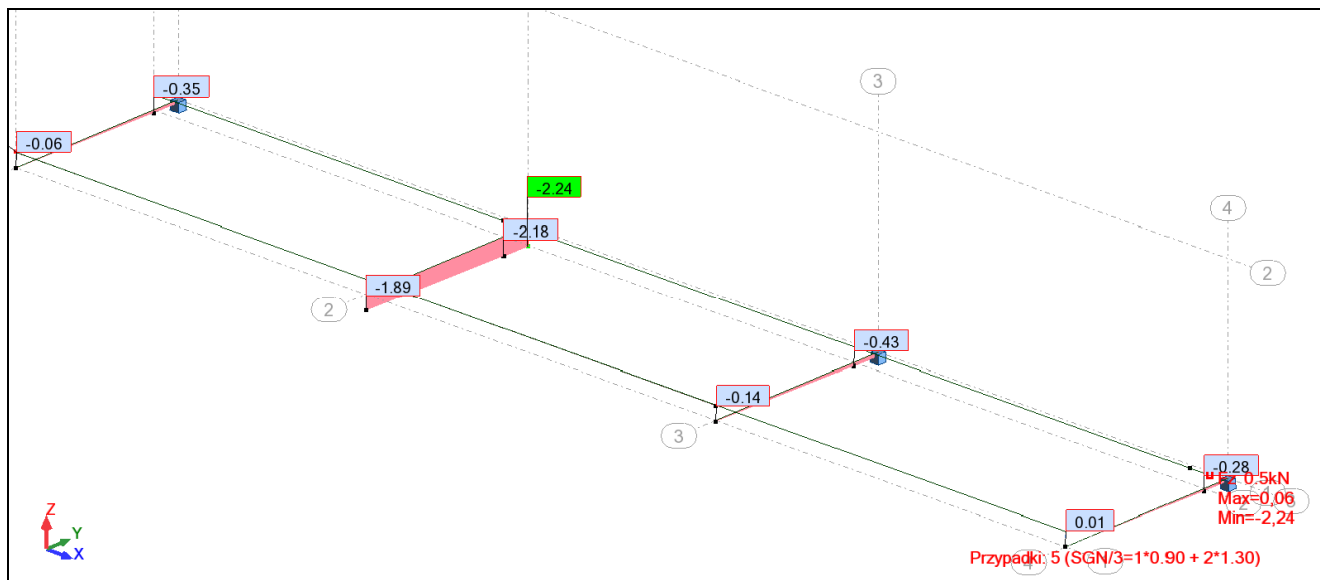 -0.35
3
-0.06
-2.24
4
-2.18
2
-1.89
2
-0.43
-0.14
3
-0.28
Fz 0.5kN
Max=0,06
Min=-2,24
Z
Y
X
0.01
Przypadki: 5 (SGN/3=1*0.90 + 2*1.30)